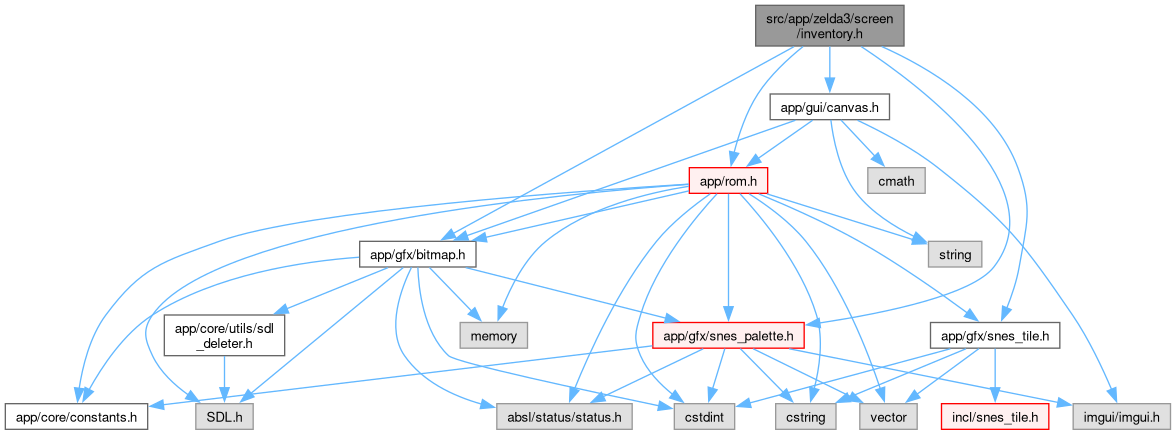 src/app/zelda3/screen
/inventory.h
app/gui/canvas.h
app/rom.h
cmath
app/gfx/bitmap.h
string
app/core/utils/sdl
_deleter.h
memory
app/gfx/snes_palette.h
app/gfx/snes_tile.h
app/core/constants.h
SDL.h
absl/status/status.h
cstdint
cstring
vector
incl/snes_tile.h
imgui/imgui.h